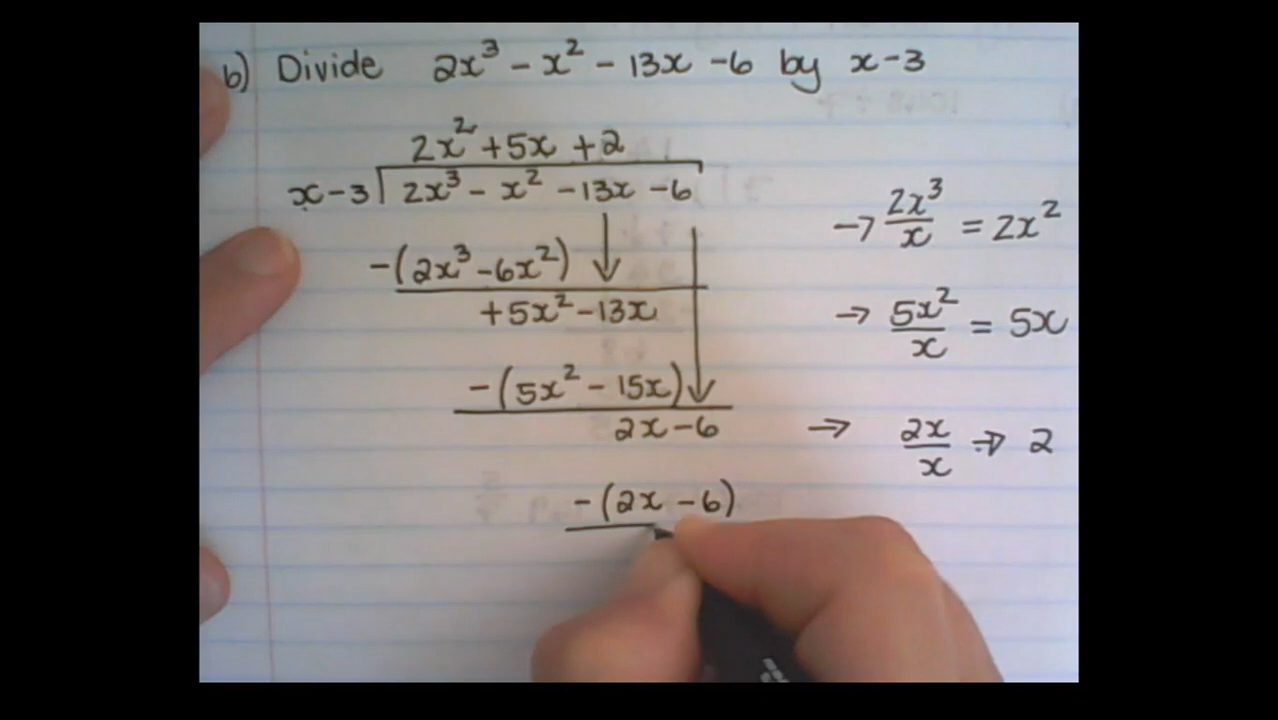 b) Divide 2x³ - x² - 13x - 6 by x - 3
2x² + 5x + 2
x - 3 2x³ - x² - 13x - 6
-(2x³ - 6x²)
+5x² - 13x
-(5x² - 15x)
2x - 6
-(2x - 6)
→ 2x³/x = 2x²
→ 5x²/x = 5x
→ 2x/x → 2